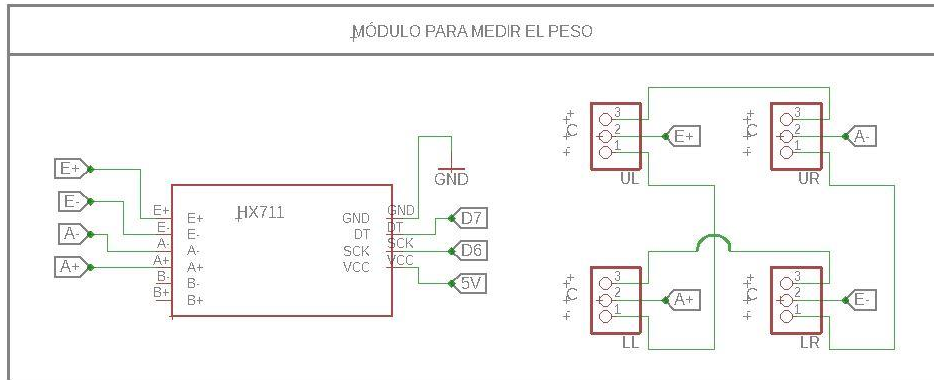 MÓDULO PARA MEDIR EL PESO
E+
E-
A-
A+
HX711
E+
E-
A-
A+
B-
B+
E+
E-
A-
A+
B-
B+
GND
DT
SCK
VCC
GND
DT
SCK
VCC
GND
D7
D6
5V
3
2
1
C
E+
UL
3
2
1
C
A-
UR
3
2
1
C
A+
LL
3
2
1
C
E-
LR